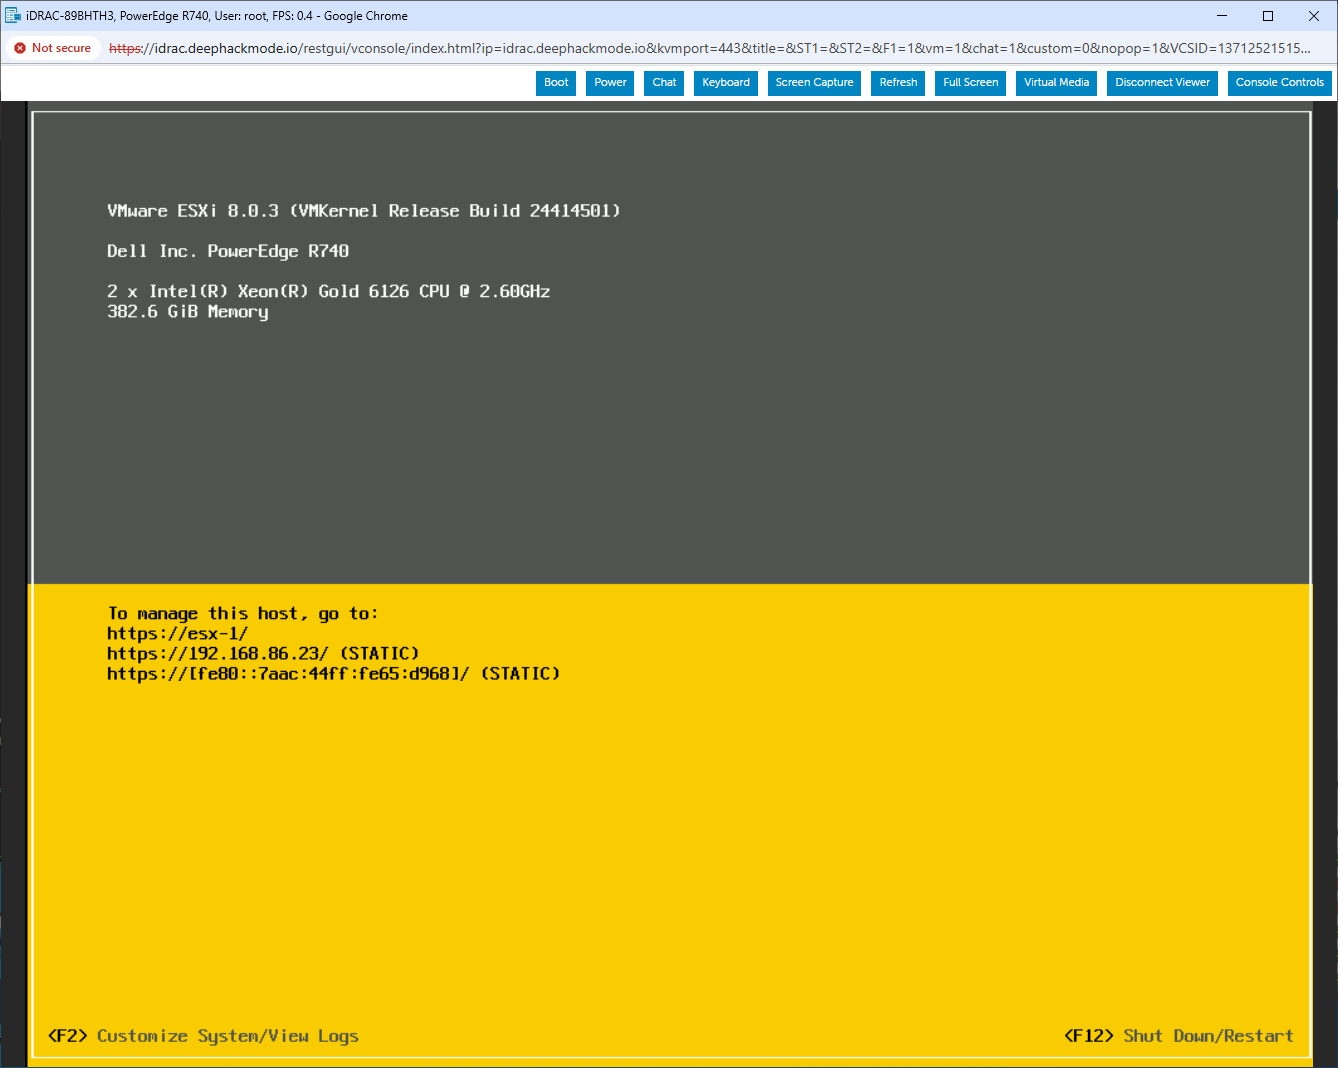 iDRAC-89BHTH3, PowerEdge R740, User: root, FPS: 0.4 - Google Chrome
Not secure https://idrac.deephackmode.io/restgui/vconsole/index.html?ip=idrac.deephackmode.io&kvmport=443&title=&ST1=&ST2=&F1=1&vm=1&chat=1&custom=0&nopop=1&VCSID=13712521515...
Boot Power Chat Keyboard Screen Capture Refresh Full Screen Virtual Media Disconnect Viewer Console Controls
VMware ESXi 8.0.3 (VMKernel Release Build 24414501)
Dell Inc. PowerEdge R740
2 x Intel(R) Xeon(R) Gold 6126 CPU @ 2.60GHz
382.6 GiB Memory
To manage this host, go to:
https://esx-1/
https://192.168.86.23/ (STATIC)
https://[fe80::7aac:44ff:fe65:d968]/ (STATIC)
<F2> Customize System/View Logs <F12> Shut Down/Restart